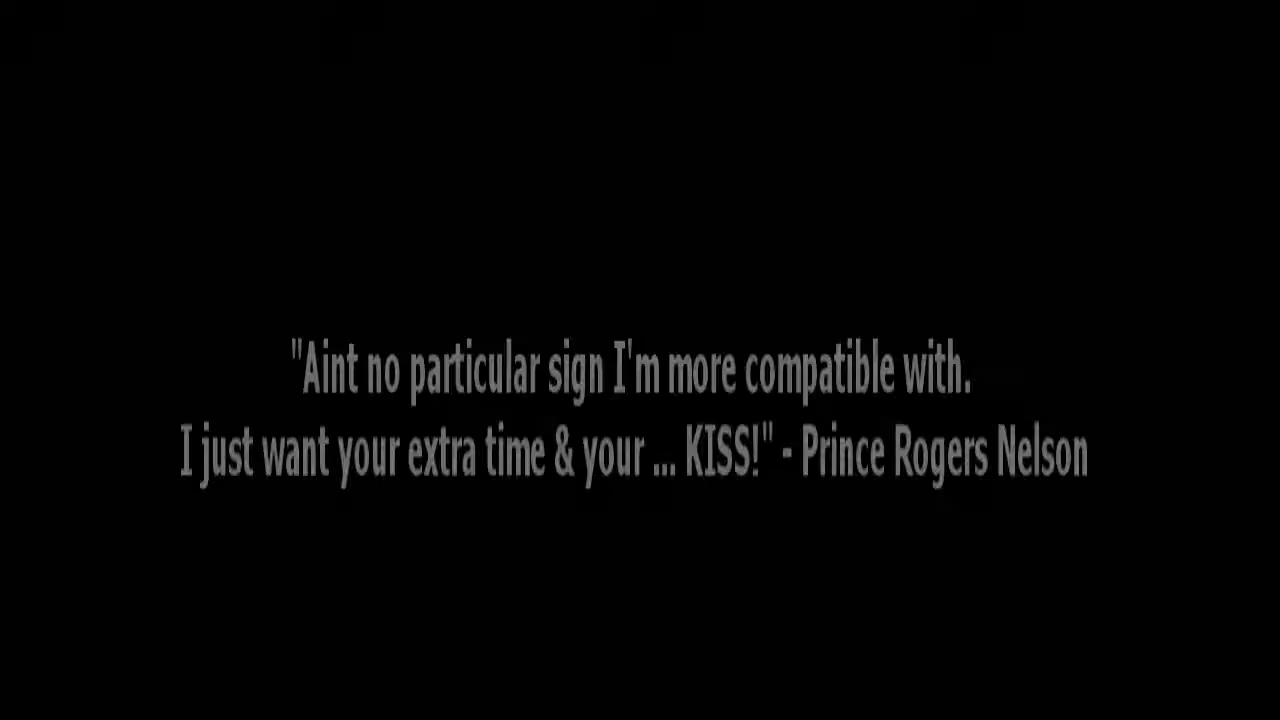 "Aint no particular sign I'm more compatible with.
I just want your extra time & your ... KISS!" - Prince Rogers Nelson